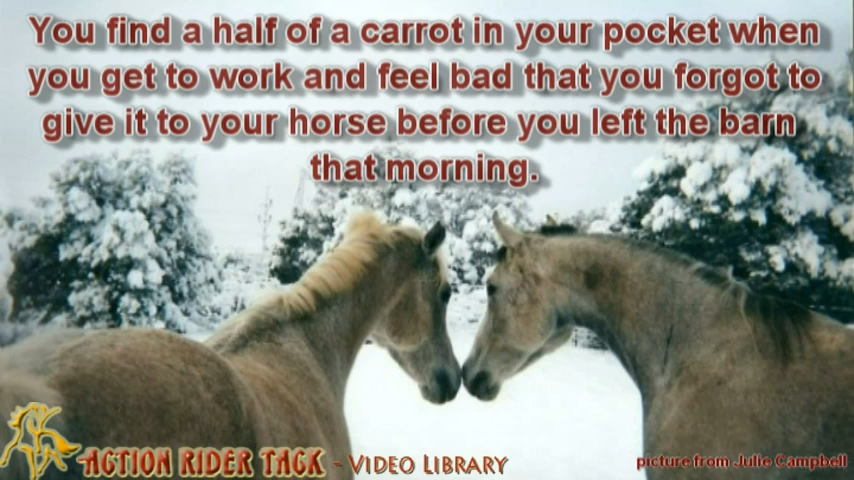 You find a half of a carrot in your pocket when
you get to work and feel bad that you forgot to
give it to your horse before you left the barn
that morning.
ACTION RIDER TACK - VIDEO LIBRARY
picture from Julie Campbell